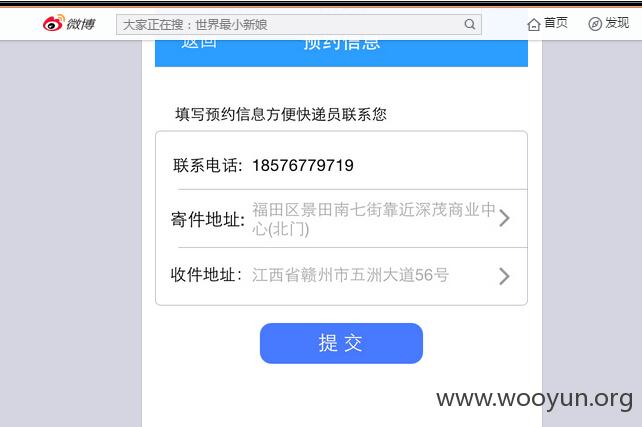 微博
大家正在搜：世界最小新娘
首页
发现
返回
预约信息
填写预约信息方便快递员联系您
联系电话：18576779719
寄件地址：福田区景田南七街靠近深茂商业中
心(北门)
收件地址：江西省赣州市五洲大道56号
提 交
www.wooyun.org